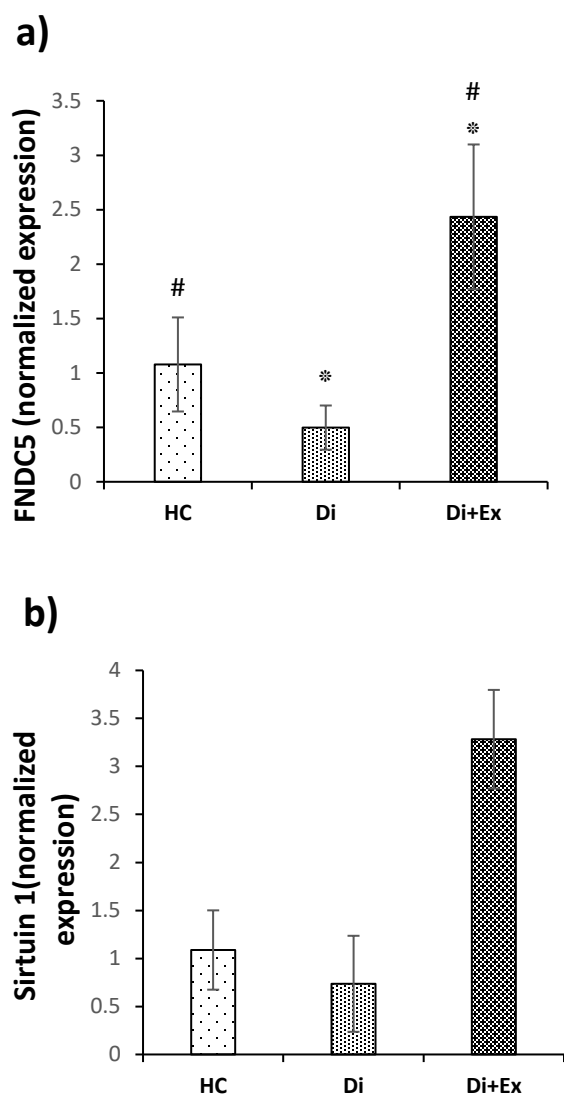 a)
FNDC5 (normalized expression)
3.5
3
2.5
2
1.5
1
0.5
0
#
*
#
*
HC
Di
Di+Ex
b)
Sirtuin 1(normalized
expression)
4
3.5
3
2.5
2
1.5
1
0.5
0
HC
Di
Di+Ex